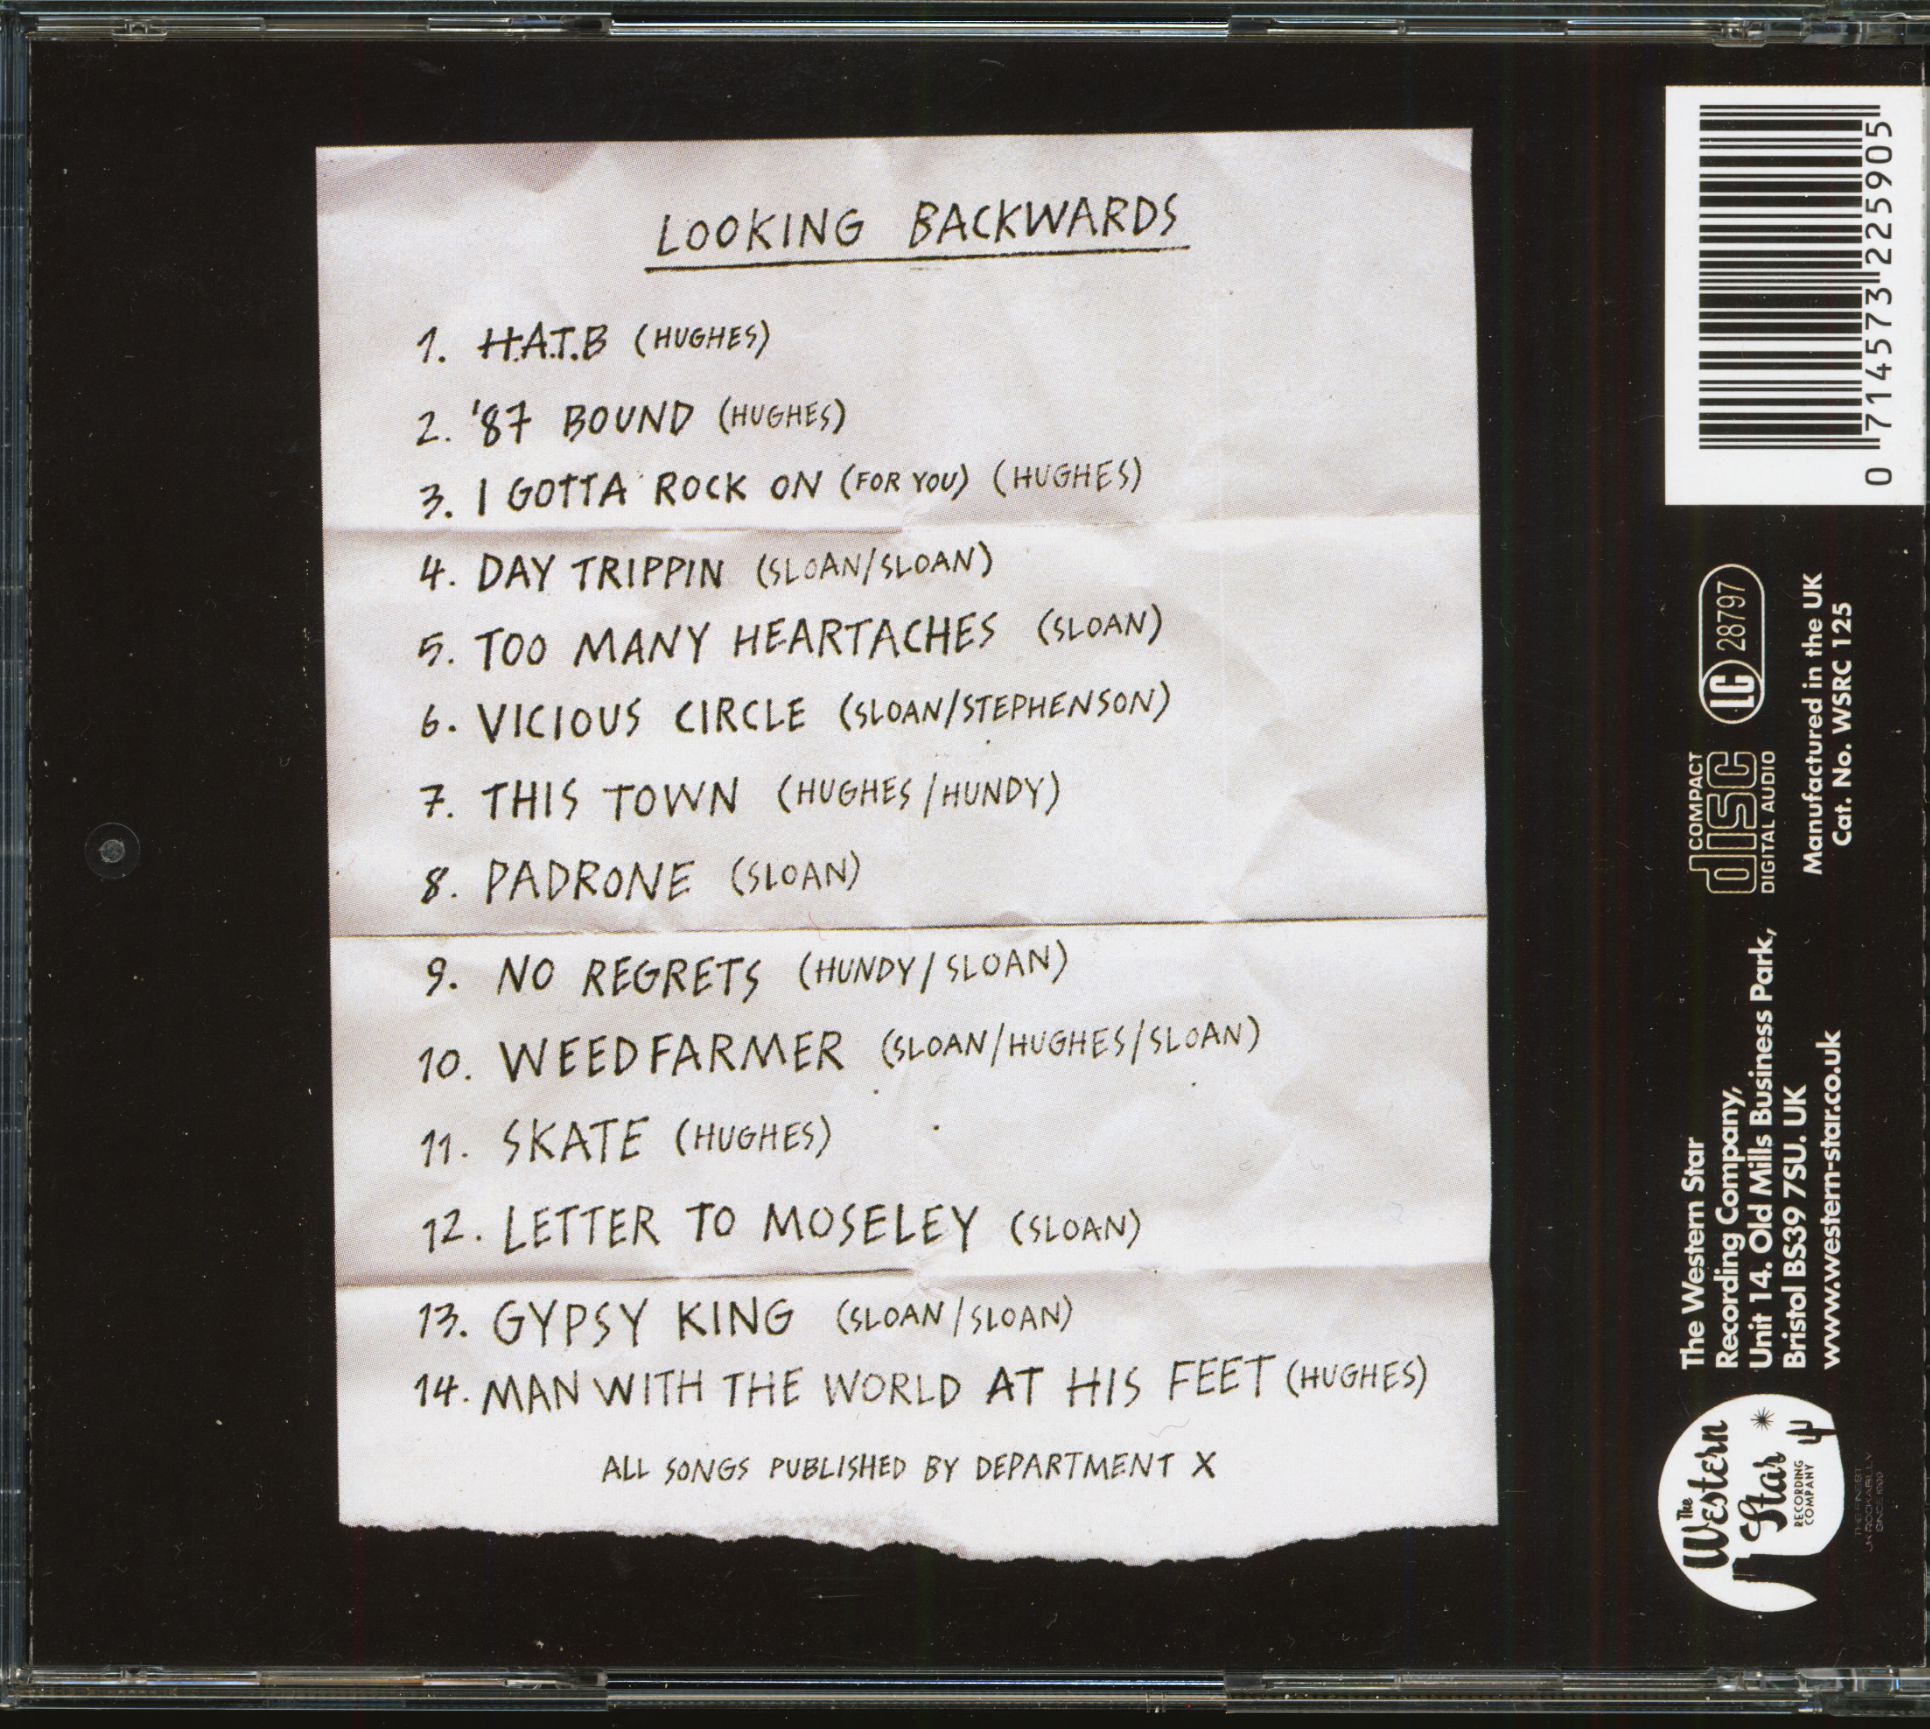 LOOKING BACKWARDS
1. H.A.T.B (HUGHES)
2. '87 BOUND (HUGHES)
3. I GOTTA ROCK ON (FOR YOU) (HUGHES)
4. DAY TRIPPIN (SLOAN/SLOAN)
5. TOO MANY HEARTACHES (SLOAN)
6. VICIOUS CIRCLE (SLOAN/STEPHENSON)
7. THIS TOWN (HUGHES/HUNDY)
8. PADRONE (SLOAN)
9. NO REGRETS (HUNDY/SLOAN)
10. WEEDFARMER (SLOAN/HUGHES/SLOAN)
11. SKATE (HUGHES)
12. LETTER TO MOSELEY (SLOAN)
13. GYPSY KING (SLOAN/SLOAN)
14. MAN WITH THE WORLD AT HIS FEET (HUGHES)
ALL SONGS PUBLISHED BY DEPARTMENT X
0 714573 225905
LC 28797
COMPACT
disc
DIGITAL AUDIO
Manufactured in the UK
Cat. No. WSRC 125
The Western Star
Recording Company,
Unit 14. Old Mills Business Park,
Bristol BS39 7SU. UK
www.western-star.co.uk
The
Western
Star
RECORDING
COMPANY
THE FINEST
UK ROCKABILLY